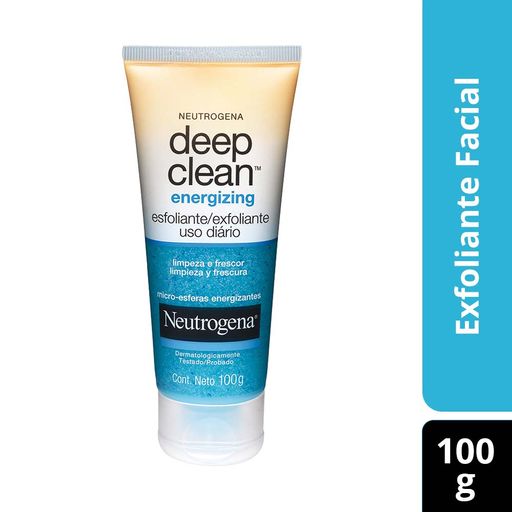 NEUTROGENA
deep
clean™
energizing
esfoliante/exfoliante
uso diário
limpeza e frescor
limpieza y frescura
micro-esferas energizantes
Neutrogena®
Dermatologicamente
Testado/Probado
Cont. Neto 100g
Exfoliante Facial
100
g